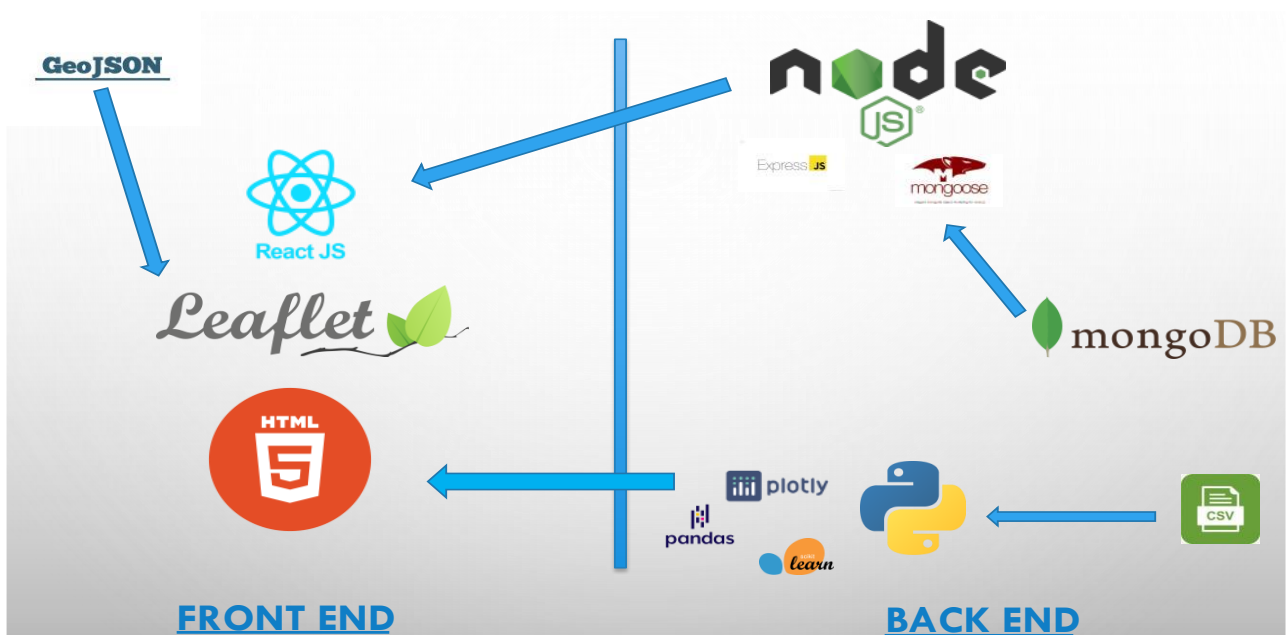 GeoJSON
React JS
Leaflet
HTML
5
FRONT END
node
JS®
Express JS
mongoose
mongoDB
plotly
pandas
learn
CSV
BACK END